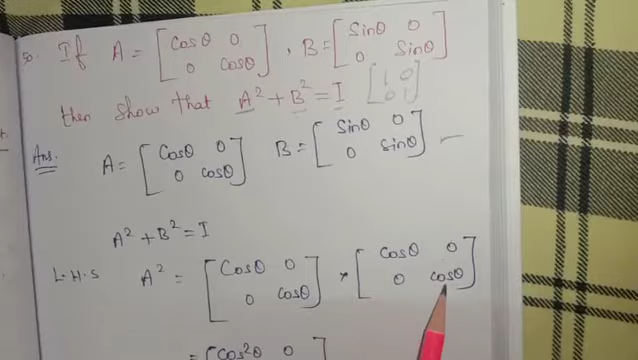 50. If A = [Cosθ 0 , B = [Sinθ 0
0 Cosθ] 0 Sinθ]
then show that A² + B² = I [1 0
0 1]
Ans. A = [Cosθ 0 B = [Sinθ 0
0 cosθ] 0 sinθ]
A² + B² = I
L.H.S A² = [Cosθ 0 × [Cosθ 0
0 cosθ] 0 cosθ]
= [Cos²θ 0